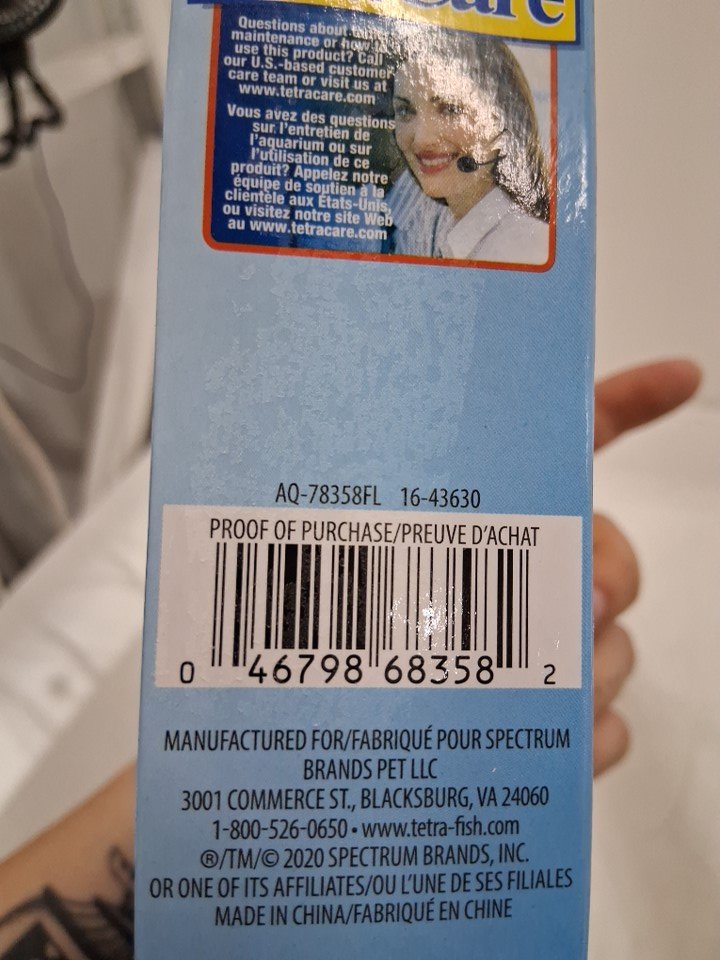 Care
Questions about
maintenance or how to
use this product? Call
our U.S.-based customer
care team or visit us at
www.tetracare.com
Vous avez des questions
sur l'entretien de
l'aquarium ou sur
l'utilisation de ce
produit? Appelez notre
équipe de soutien à la
clientèle aux États-Unis,
ou visitez notre site Web
au www.tetracare.com
AQ-78358FL 16-43630
PROOF OF PURCHASE/PREUVE D'ACHAT
0 46798 68358 2
MANUFACTURED FOR/FABRIQUÉ POUR SPECTRUM
BRANDS PET LLC
3001 COMMERCE ST., BLACKSBURG, VA 24060
1-800-526-0650 • www.tetra-fish.com
®/TM/© 2020 SPECTRUM BRANDS, INC.
OR ONE OF ITS AFFILIATES/OU L'UNE DE SES FILIALES
MADE IN CHINA/FABRIQUÉ EN CHINE